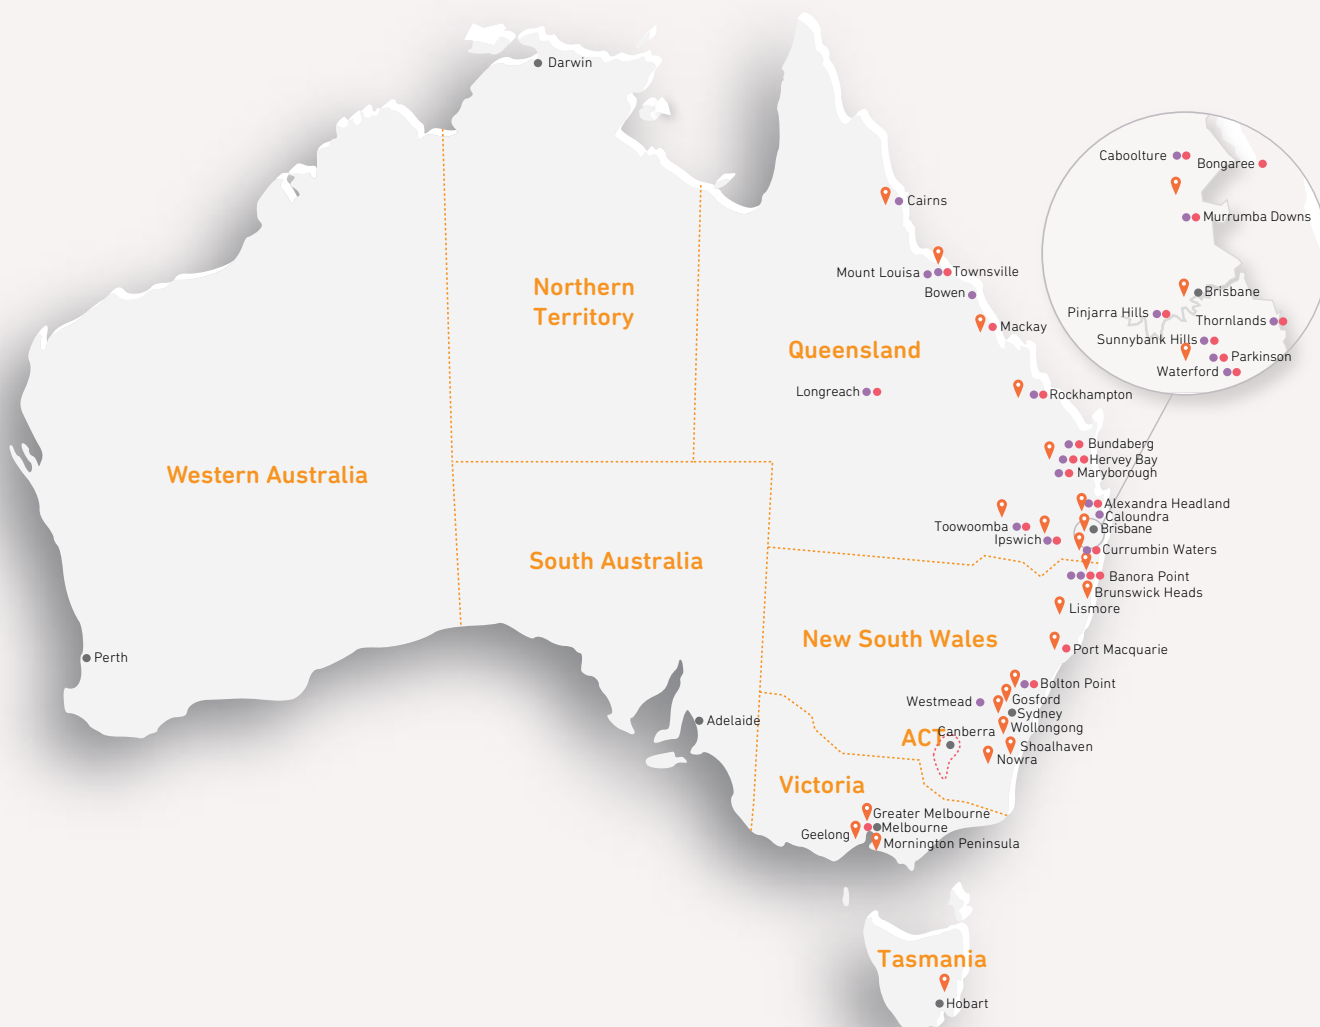 Darwin
Caboolture
Bongaree
Cairns
Murrumba Downs
Mount Louisa
Townsville
Northern
Territory
Bowen
Brisbane
Pinjarra Hills
Thornlands
Mackay
Sunnybank Hills
Queensland
Parkinson
Waterford
Longreach
Rockhampton
Bundaberg
Hervey Bay
Western Australia
Maryborough
Alexandra Headland
Caloundra
Toowoomba
Brisbane
Ipswich
Currumbin Waters
South Australia
Banora Point
Brunswick Heads
Lismore
New South Wales
Port Macquarie
Perth
Bolton Point
Westmead
Gosford
Sydney
Adelaide
Wollongong
Canberra
ACT
Shoalhaven
Nowra
Victoria
Greater Melbourne
Melbourne
Geelong
Mornington Peninsula
Tasmania
Hobart